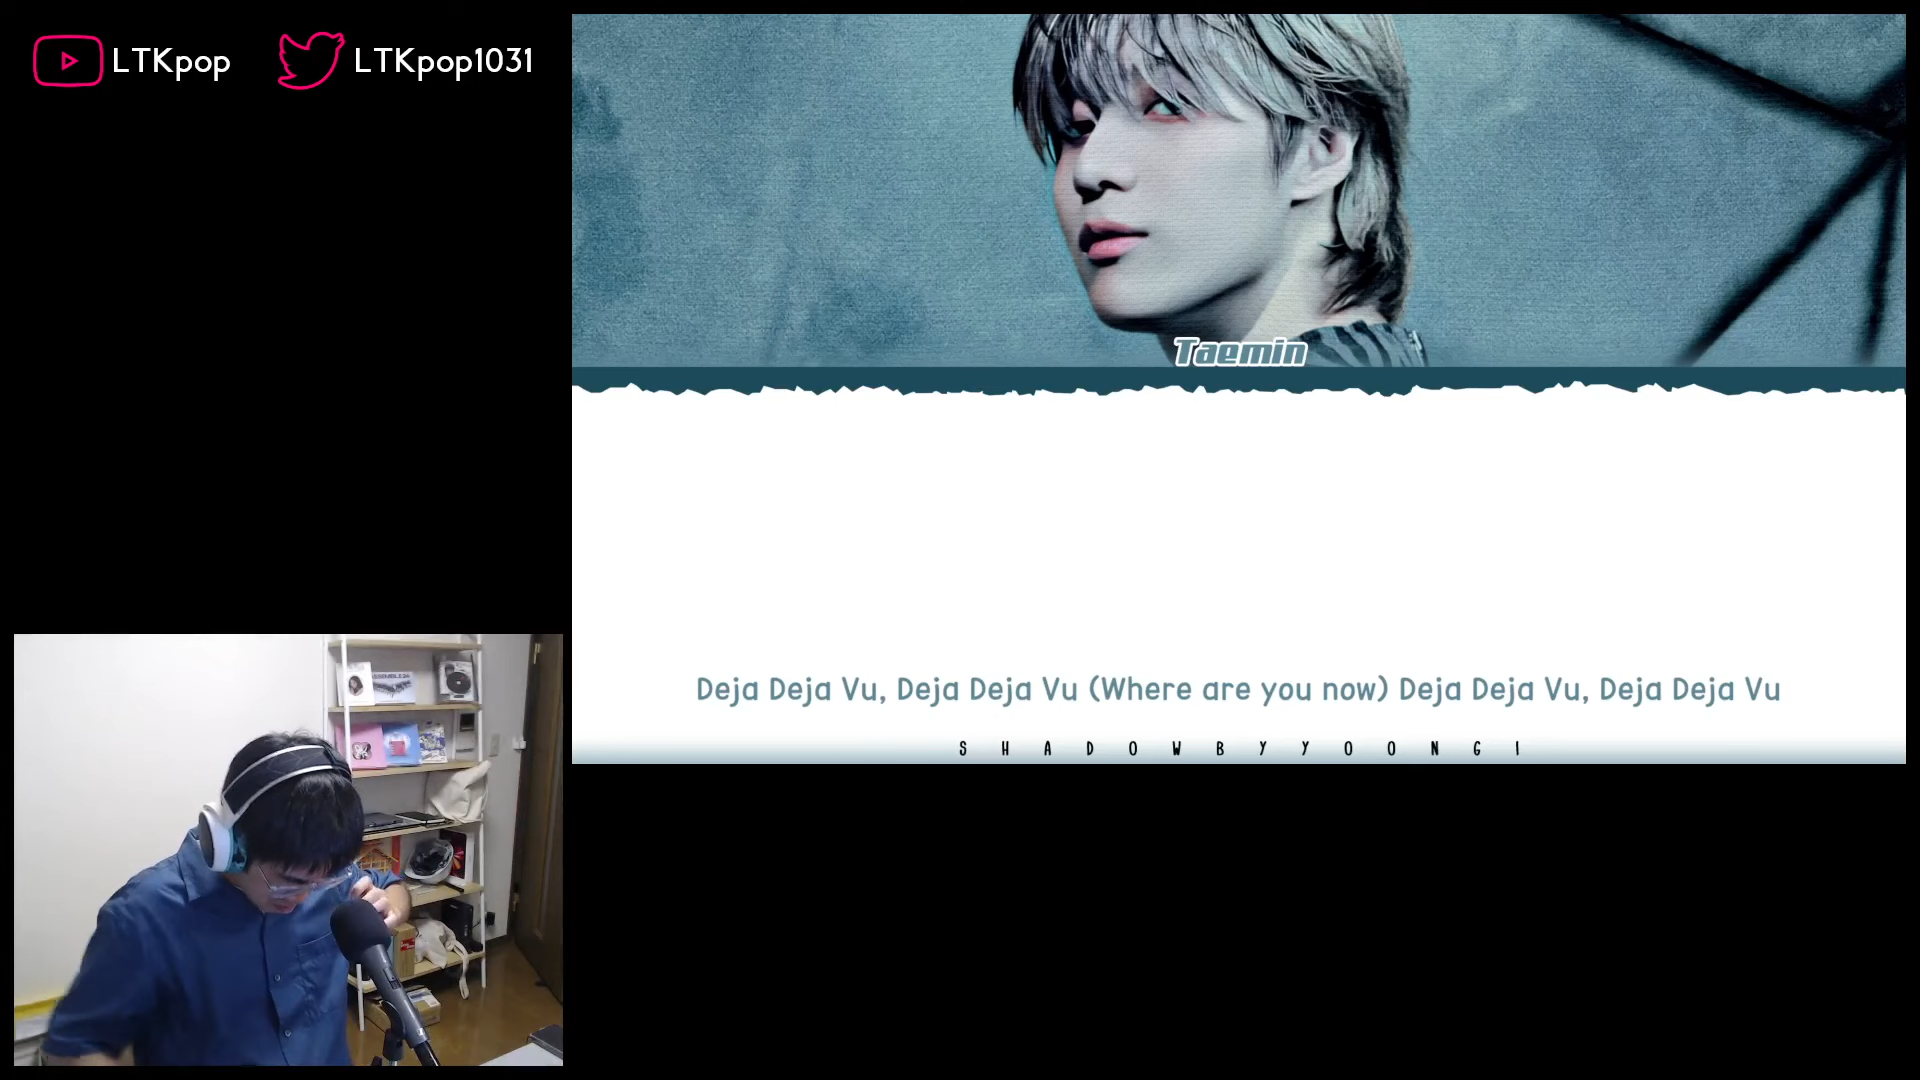 LTKpop
LTKpop1031
Taemin
Deja Deja Vu, Deja Deja Vu (Where are you now) Deja Deja Vu, Deja Deja Vu
SHADOWBYYOONGI